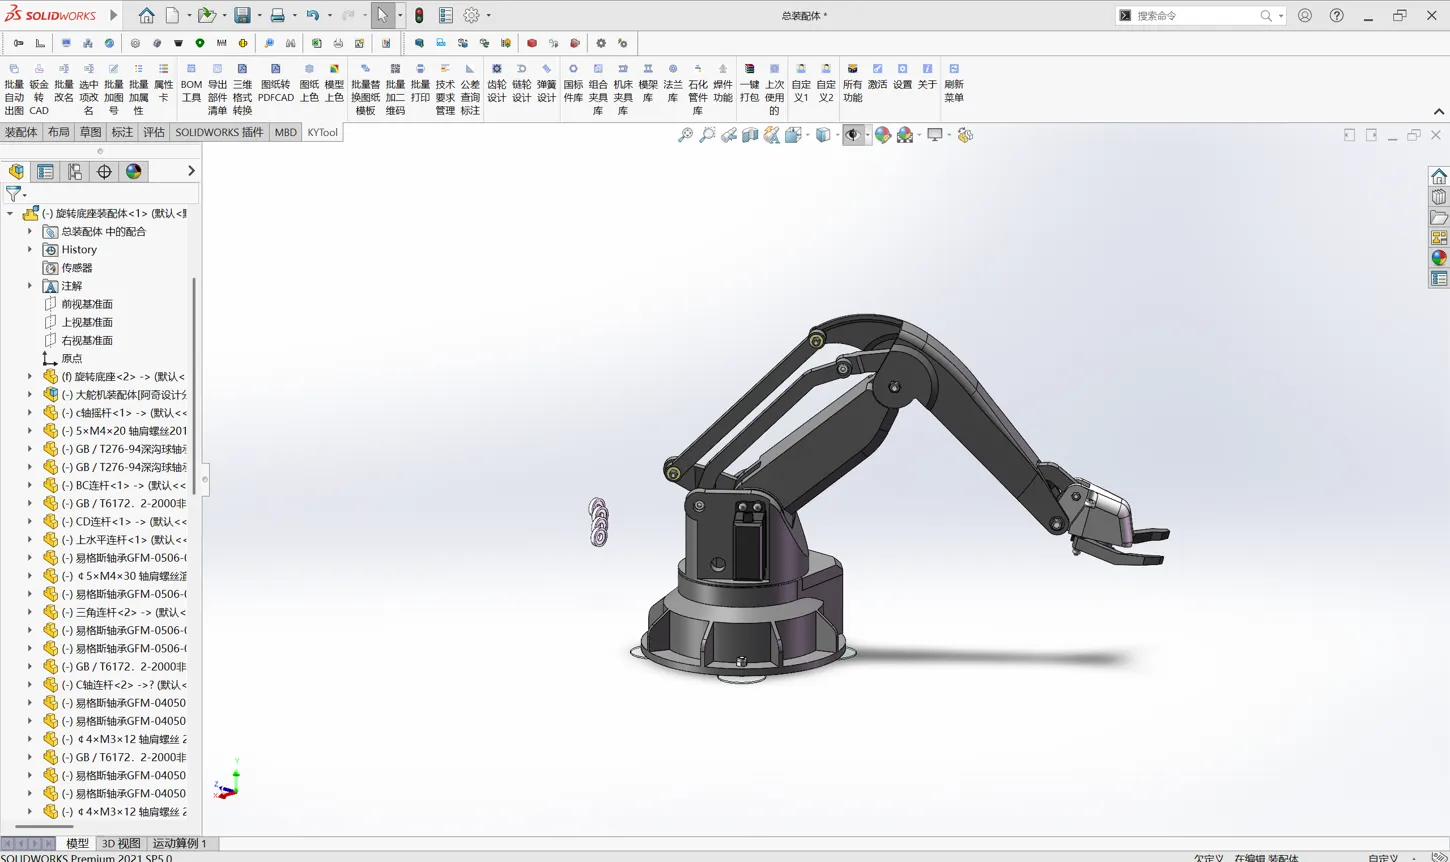 SOLIDWORKS
总装配体 *
搜索命令
批量自动出图
钣金转CAD
批量改名
选中项改名
批量加图号
批量加属性
属性卡
BOM工具
导出部件清单
三维格式转换
图纸转PDFCAD
图纸上色
模型上色
批量替换图纸模板
批量加二维码
批量打印
技术要求管理
公差查询标注
齿轮设计
链轮设计
弹簧设计
国标件库
组合夹具库
机床夹具库
模架库
法兰库
石化管件库
焊件功能
一键打包
上次使用的
自定义1
自定义2
所有功能
激活
设置
关于
刷新菜单
装配体 布局 草图 标注 评估 SOLIDWORKS 插件 MBD KYTool
(-) 旋转底座装配体<1> (默认<
总装配体 中的配合
History
传感器
注解
前视基准面
上视基准面
右视基准面
原点
(f) 旋转底座<2> -> (默认<
(-) 大舵机装配体[阿奇设计分
(-) c轴摇杆<1> -> (默认<<
(-) 5×M4×20 轴肩螺丝201
(-) GB / T276-94深沟球轴承
(-) GB / T276-94深沟球轴承
(-) BC连杆<1> -> (默认<<
(-) GB / T6172．2-2000非
(-) CD连杆<1> -> (默认<<
(-) 上水平连杆<1> -> (默认<
(-) 易格斯轴承GFM-0506-0
(-) ¢5×M4×30 轴肩螺丝
(-) 易格斯轴承GFM-0506-0
(-) 三角连杆<2> -> (默认<
(-) 易格斯轴承GFM-0506-0
(-) 易格斯轴承GFM-0506-0
(-) GB / T6172．2-2000非
(-) C轴连杆<2> ->? (默认<
(-) 易格斯轴承GFM-04050
(-) 易格斯轴承GFM-04050
(-) ¢4×M3×12 轴肩螺丝 2
(-) GB / T6172．2-2000非
(-) 易格斯轴承GFM-04050
(-) 易格斯轴承GFM-04050
(-) ¢4×M3×12 轴肩螺丝 2
Y
Z
X
模型 3D 视图 运动算例 1
SOLIDWORKS Premium 2021 SP5.0
欠定义 在编辑 装配体 自定义